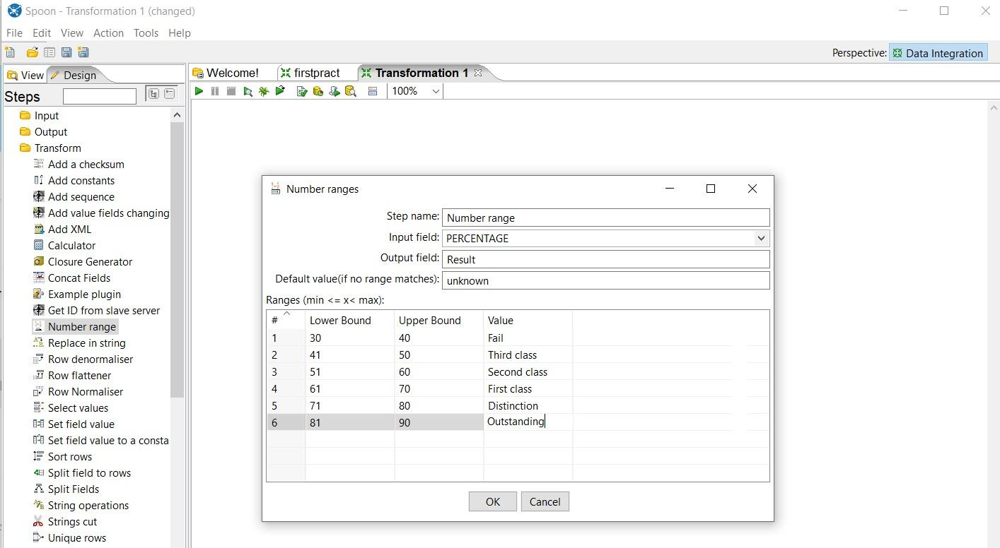 Spoon - Transformation 1 (changed)
File Edit View Action Tools Help
Perspective: Data Integration
View Design
Welcome! firstpract Transformation 1
Steps
100%
Input
Output
Transform
Add a checksum
Add constants
Add sequence
Add value fields changing
Add XML
Calculator
Closure Generator
Concat Fields
Example plugin
Get ID from slave server
Number range
Replace in string
Row denormaliser
Row flattener
Row Normaliser
Select values
Set field value
Set field value to a consta
Sort rows
Split field to rows
Split Fields
String operations
Strings cut
Unique rows
Number ranges
Step name: Number range
Input field: PERCENTAGE
Output field: Result
Default value(if no range matches): unknown
Ranges (min <= x< max):
# Lower Bound Upper Bound Value
1 30 40 Fail
2 41 50 Third class
3 51 60 Second class
4 61 70 First class
5 71 80 Distinction
6 81 90 Outstanding
OK Cancel